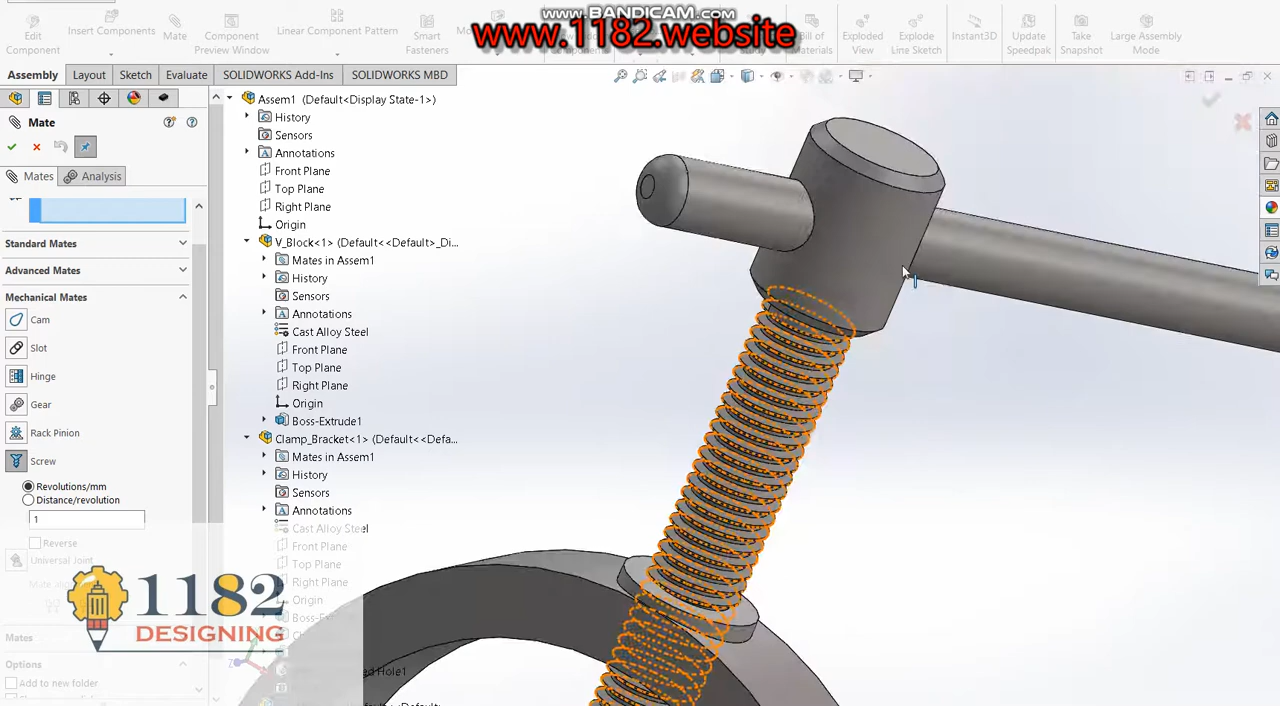 www.BANDICAM.com
www.1182.website
Edit Component
Insert Components
Mate
Component Preview Window
Linear Component Pattern
Smart Fasteners
Bill of Materials
Exploded View
Explode Line Sketch
Instant3D
Update Speedpak
Take Snapshot
Large Assembly Mode
Assembly
Layout
Sketch
Evaluate
SOLIDWORKS Add-Ins
SOLIDWORKS MBD
Mate
Mates
Analysis
Standard Mates
Advanced Mates
Mechanical Mates
Cam
Slot
Hinge
Gear
Rack Pinion
Screw
Revolutions/mm
Distance/revolution
1
Reverse
Universal Joint
Mates
Options
Add to new folder
Assem1 (Default<Display State-1>)
History
Sensors
Annotations
Front Plane
Top Plane
Right Plane
Origin
V_Block<1> (Default<<Default>_Di...
Mates in Assem1
History
Sensors
Annotations
Cast Alloy Steel
Front Plane
Top Plane
Right Plane
Origin
Boss-Extrude1
Clamp_Bracket<1> (Default<<Defa...
Mates in Assem1
History
Sensors
Annotations
Cast Alloy Steel
Front Plane
Top Plane
Right Plane
Origin
1182
DESIGNING